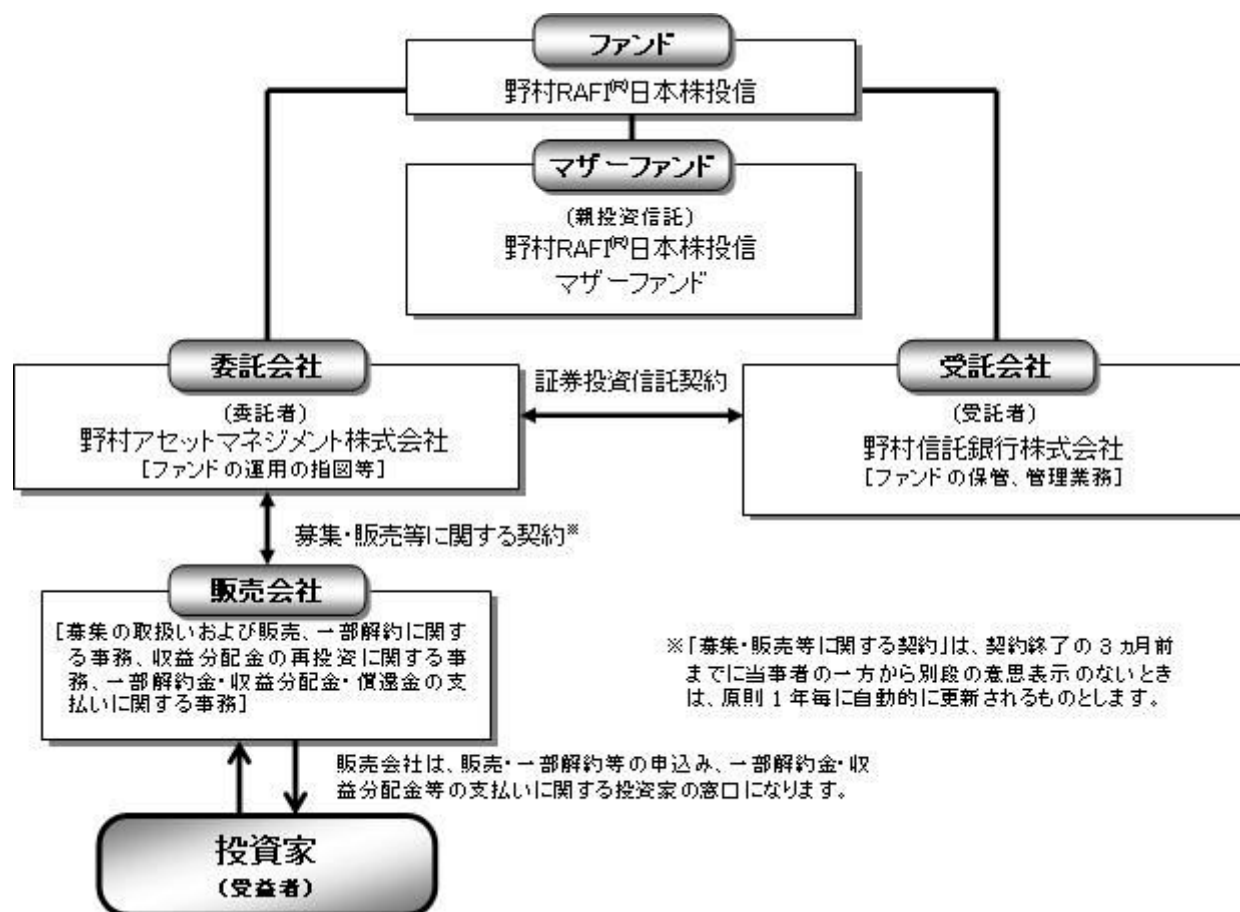 ファンド
野村RAFI(R)日本株投信
マザーファンド
(親投資信託)
野村RAFI(R)日本株投信
マザーファンド
委託会社
(委託者)
野村アセットマネジメント株式会社
[ファンドの運用の指図等]
証券投資信託契約
受託会社
(受託者)
野村信託銀行株式会社
[ファンドの保管、管理業務]
募集・販売等に関する契約※
販売会社
[募集の取扱いおよび販売、一部解約に関す
る事務、収益分配金の再投資に関する事
務、一部解約金・収益分配金・償還金の支
払いに関する事務]
※「募集・販売等に関する契約」は、契約終了の3ヵ月前
までに当事者の一方から別段の意思表示のないとき
は、原則1年毎に自動的に更新されるものとします。
販売会社は、販売・一部解約等の申込み、一部解約金・収
益分配金等の支払いに関する投資家の窓口になります。
投資家
(受益者)